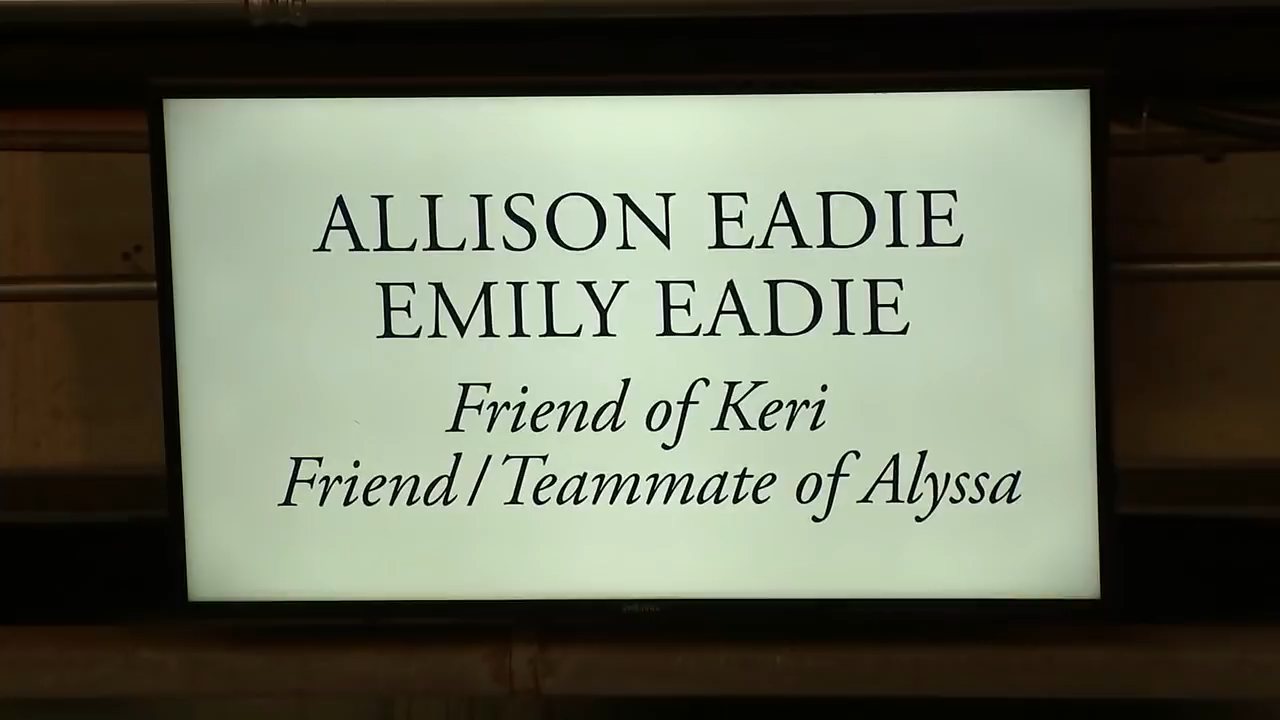 ALLISON EADIE
EMILY EADIE
Friend of Keri
Friend/Teammate of Alyssa